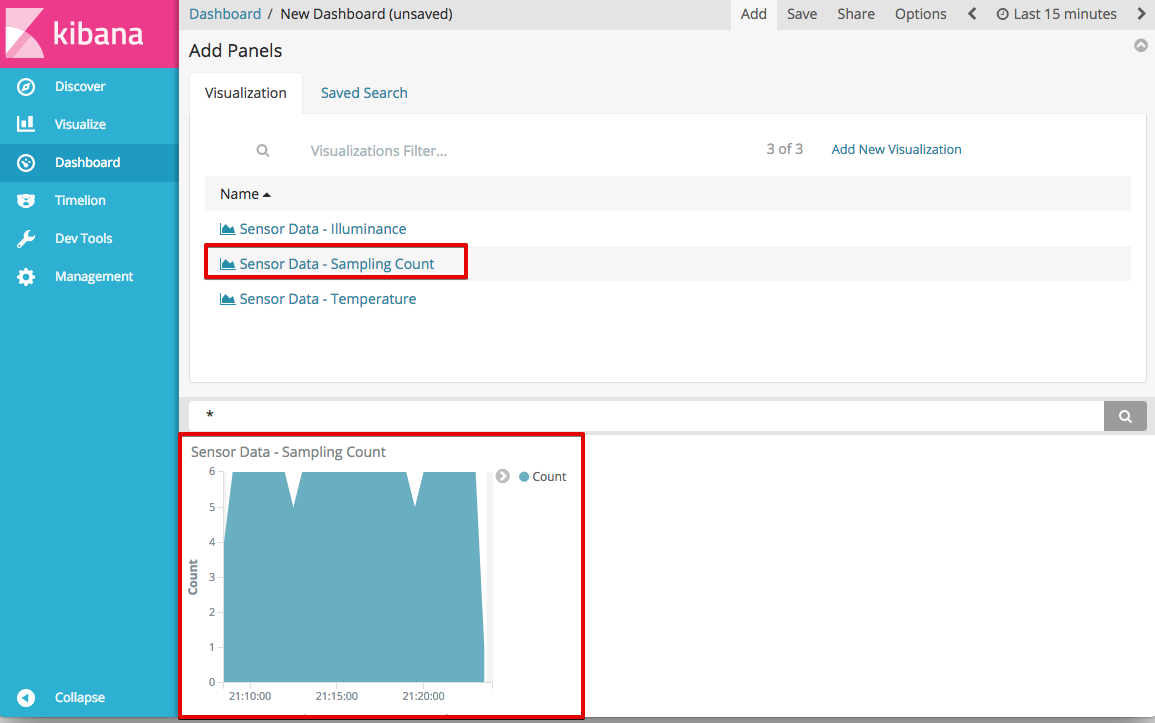 kibana
Discover
Visualize
Dashboard
Timelion
Dev Tools
Management
Collapse
Dashboard / New Dashboard (unsaved)
Add Save Share Options Last 15 minutes
Add Panels
Visualization Saved Search
Visualizations Filter... 3 of 3 Add New Visualization
Name
Sensor Data - Illuminance
Sensor Data - Sampling Count
Sensor Data - Temperature
*
Sensor Data - Sampling Count
Count
6
5
4
3
2
1
0
Count
21:10:00 21:15:00 21:20:00